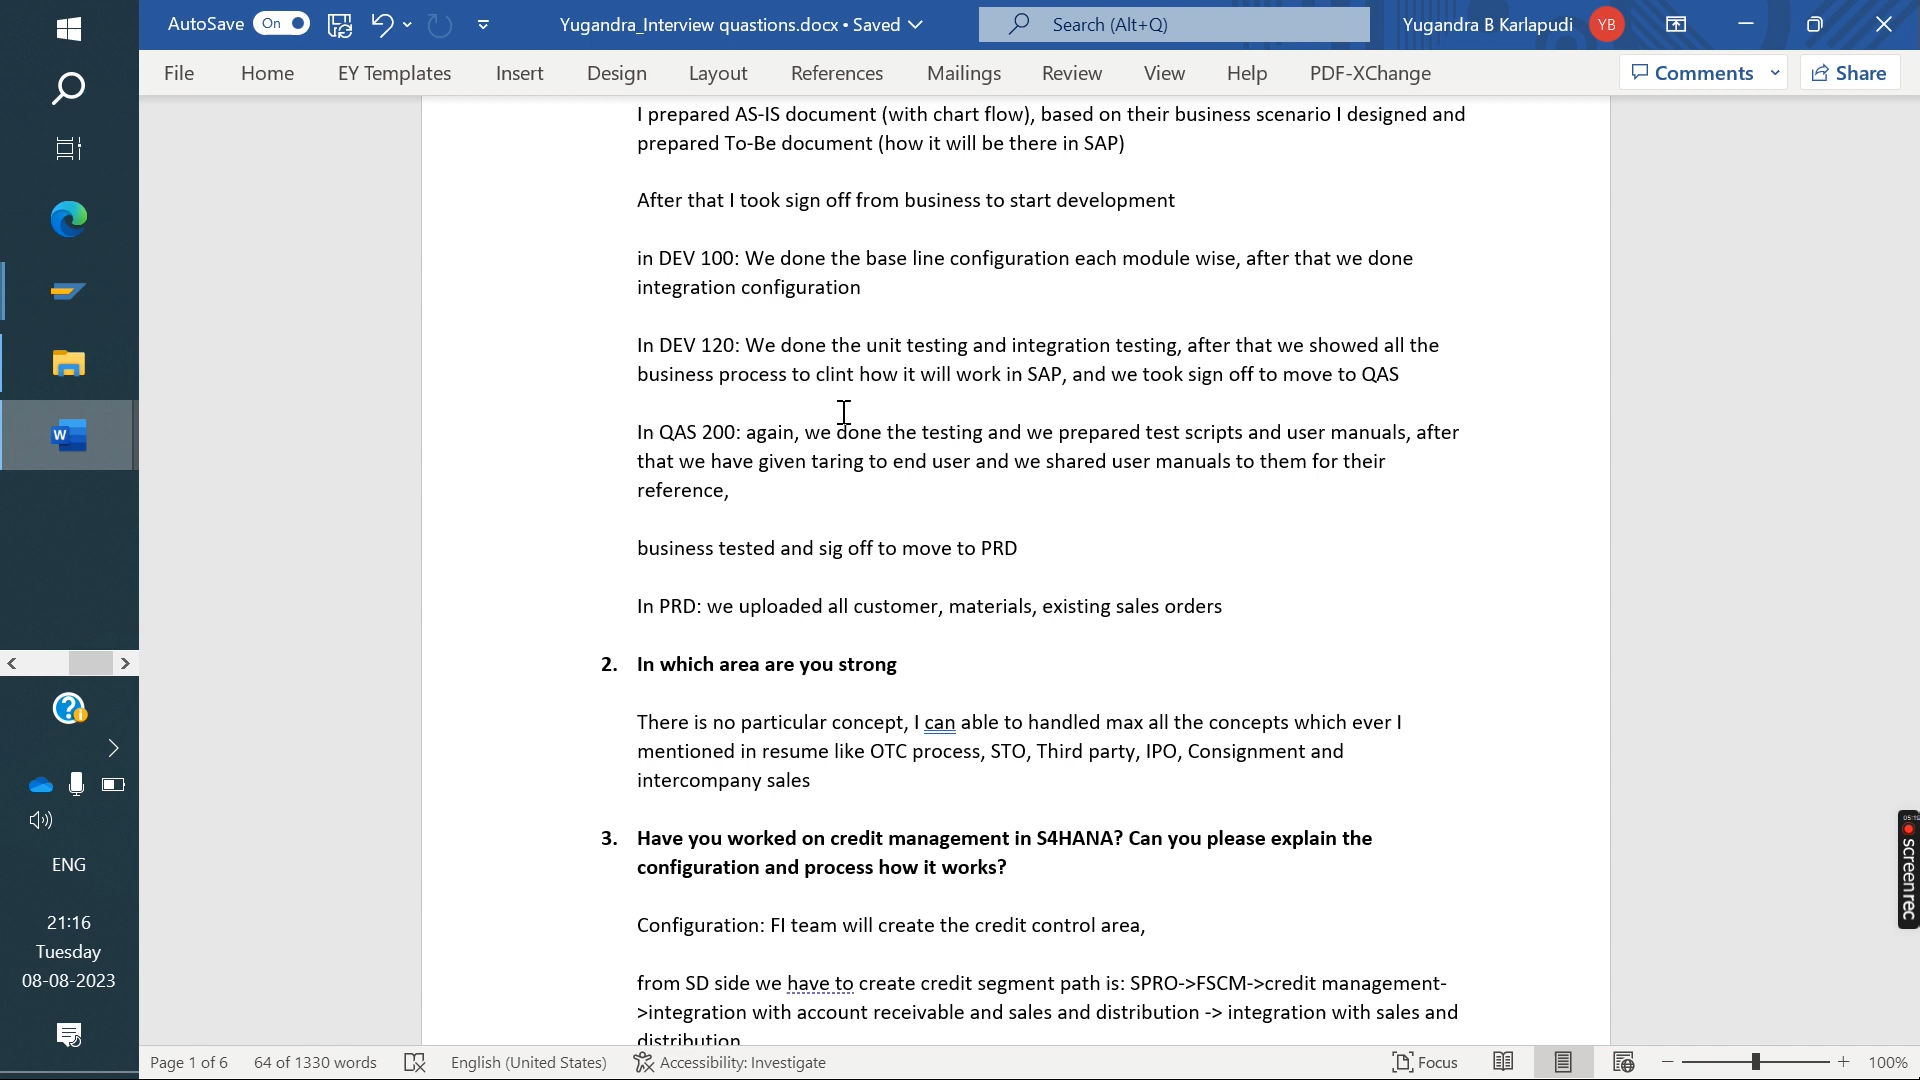 AutoSave On Yugandra_Interview quastions.docx • Saved Search (Alt+Q) Yugandra B Karlapudi YB
File Home EY Templates Insert Design Layout References Mailings Review View Help PDF-XChange Comments Share
I prepared AS-IS document (with chart flow), based on their business scenario I designed and
prepared To-Be document (how it will be there in SAP)
After that I took sign off from business to start development
in DEV 100: We done the base line configuration each module wise, after that we done
integration configuration
In DEV 120: We done the unit testing and integration testing, after that we showed all the
business process to clint how it will work in SAP, and we took sign off to move to QAS
In QAS 200: again, we done the testing and we prepared test scripts and user manuals, after
that we have given taring to end user and we shared user manuals to them for their
reference,
business tested and sig off to move to PRD
In PRD: we uploaded all customer, materials, existing sales orders
2. In which area are you strong
There is no particular concept, I can able to handled max all the concepts which ever I
mentioned in resume like OTC process, STO, Third party, IPO, Consignment and
intercompany sales
3. Have you worked on credit management in S4HANA? Can you please explain the
configuration and process how it works?
Configuration: FI team will create the credit control area,
from SD side we have to create credit segment path is: SPRO->FSCM->credit management-
>integration with account receivable and sales and distribution -> integration with sales and
distribution
W
ENG
21:16
Tuesday
08-08-2023
screenrec
Page 1 of 6 64 of 1330 words English (United States) Accessibility: Investigate Focus 100%